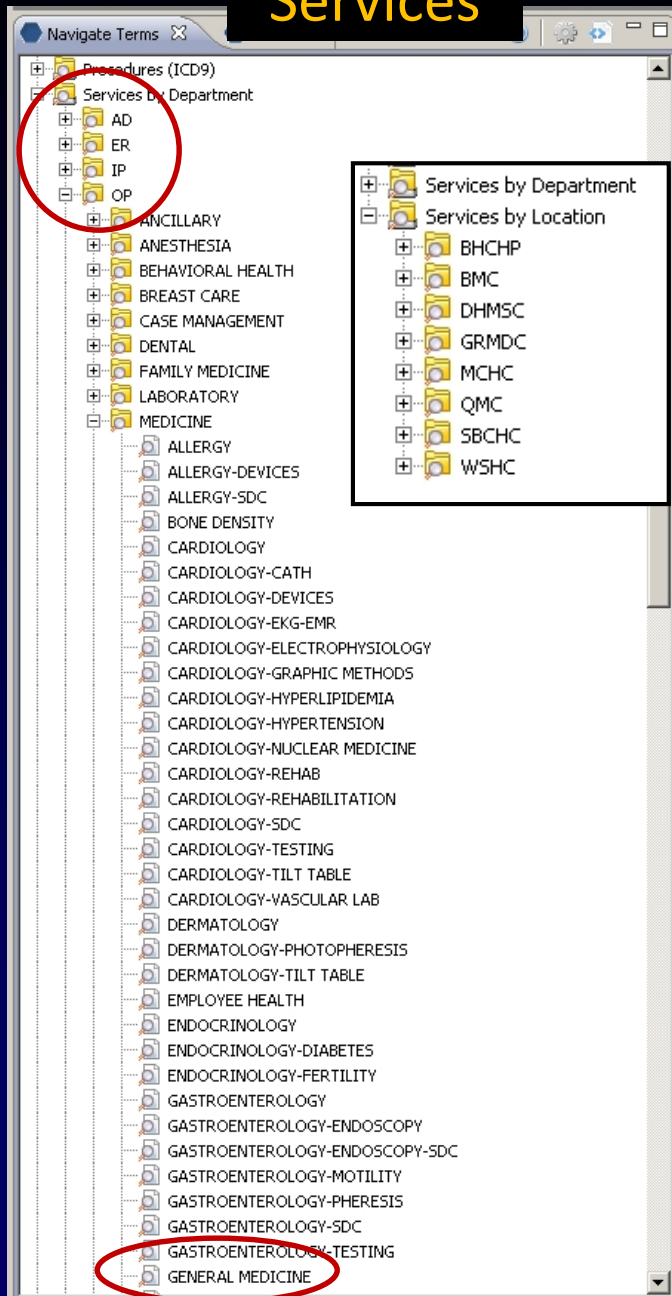 Services
Navigate Terms
Procedures (ICD9)
Services by Department
AD
ER
IP
OP
ANCILLARY
ANESTHESIA
BEHAVIORAL HEALTH
BREAST CARE
CASE MANAGEMENT
DENTAL
FAMILY MEDICINE
LABORATORY
MEDICINE
ALLERGY
ALLERGY-DEVICES
ALLERGY-SDC
BONE DENSITY
CARDIOLOGY
CARDIOLOGY-CATH
CARDIOLOGY-DEVICES
CARDIOLOGY-EKG-EMR
CARDIOLOGY-ELECTROPHYSIOLOGY
CARDIOLOGY-GRAPHIC METHODS
CARDIOLOGY-HYPERLIPIDEMIA
CARDIOLOGY-HYPERTENSION
CARDIOLOGY-NUCLEAR MEDICINE
CARDIOLOGY-REHAB
CARDIOLOGY-REHABILITATION
CARDIOLOGY-SDC
CARDIOLOGY-TESTING
CARDIOLOGY-TILT TABLE
CARDIOLOGY-VASCULAR LAB
DERMATOLOGY
DERMATOLOGY-PHOTOPHERESIS
DERMATOLOGY-TILT TABLE
EMPLOYEE HEALTH
ENDOCRINOLOGY
ENDOCRINOLOGY-DIABETES
ENDOCRINOLOGY-FERTILITY
GASTROENTEROLOGY
GASTROENTEROLOGY-ENDOSCOPY
GASTROENTEROLOGY-ENDOSCOPY-SDC
GASTROENTEROLOGY-MOTILITY
GASTROENTEROLOGY-PHERESIS
GASTROENTEROLOGY-SDC
GASTROENTEROLOGY-TESTING
GENERAL MEDICINE
Services by Department
Services by Location
BHCHP
BMC
DHMSC
GRMDC
MCHC
QMC
SBCHC
WSHC